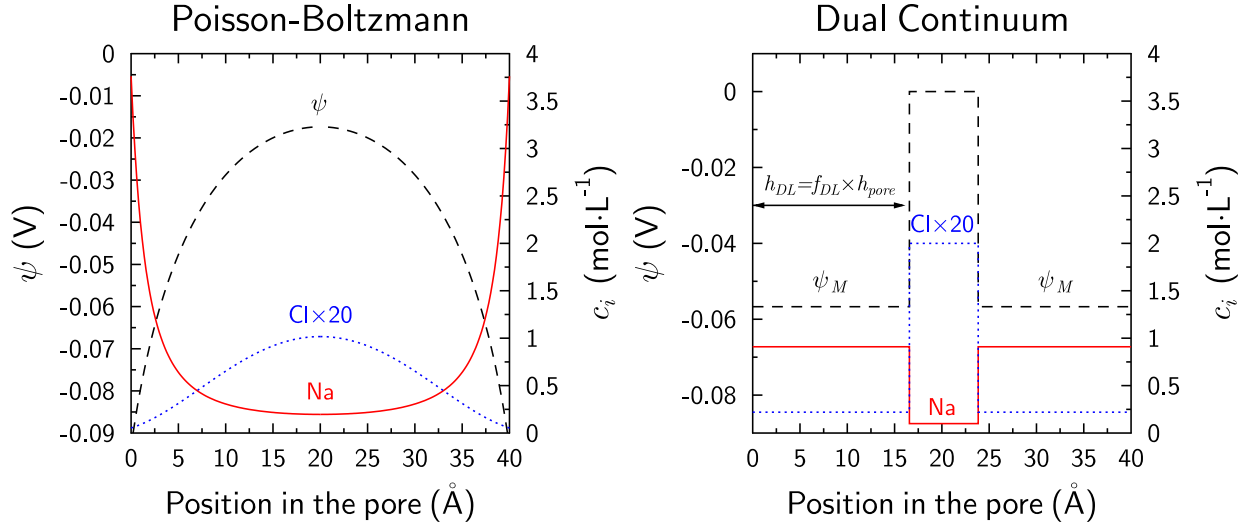 Poisson-Boltzmann
0
-0.01
-0.02
-0.03
-0.04
-0.05
-0.06
-0.07
-0.08
-0.09
ψ (V)
ψ
Cl×20
Na
4
3.5
3
2.5
2
1.5
1
0.5
0
c_i (mol·L⁻¹)
0 5 10 15 20 25 30 35 40
Position in the pore (Å)
Dual Continuum
0
-0.02
-0.04
-0.06
-0.08
ψ (V)
h_DL=f_DL×h_pore
Cl×20
ψ_M ψ_M
Na
4
3.5
3
2.5
2
1.5
1
0.5
0
c_i (mol·L⁻¹)
0 5 10 15 20 25 30 35 40
Position in the pore (Å)